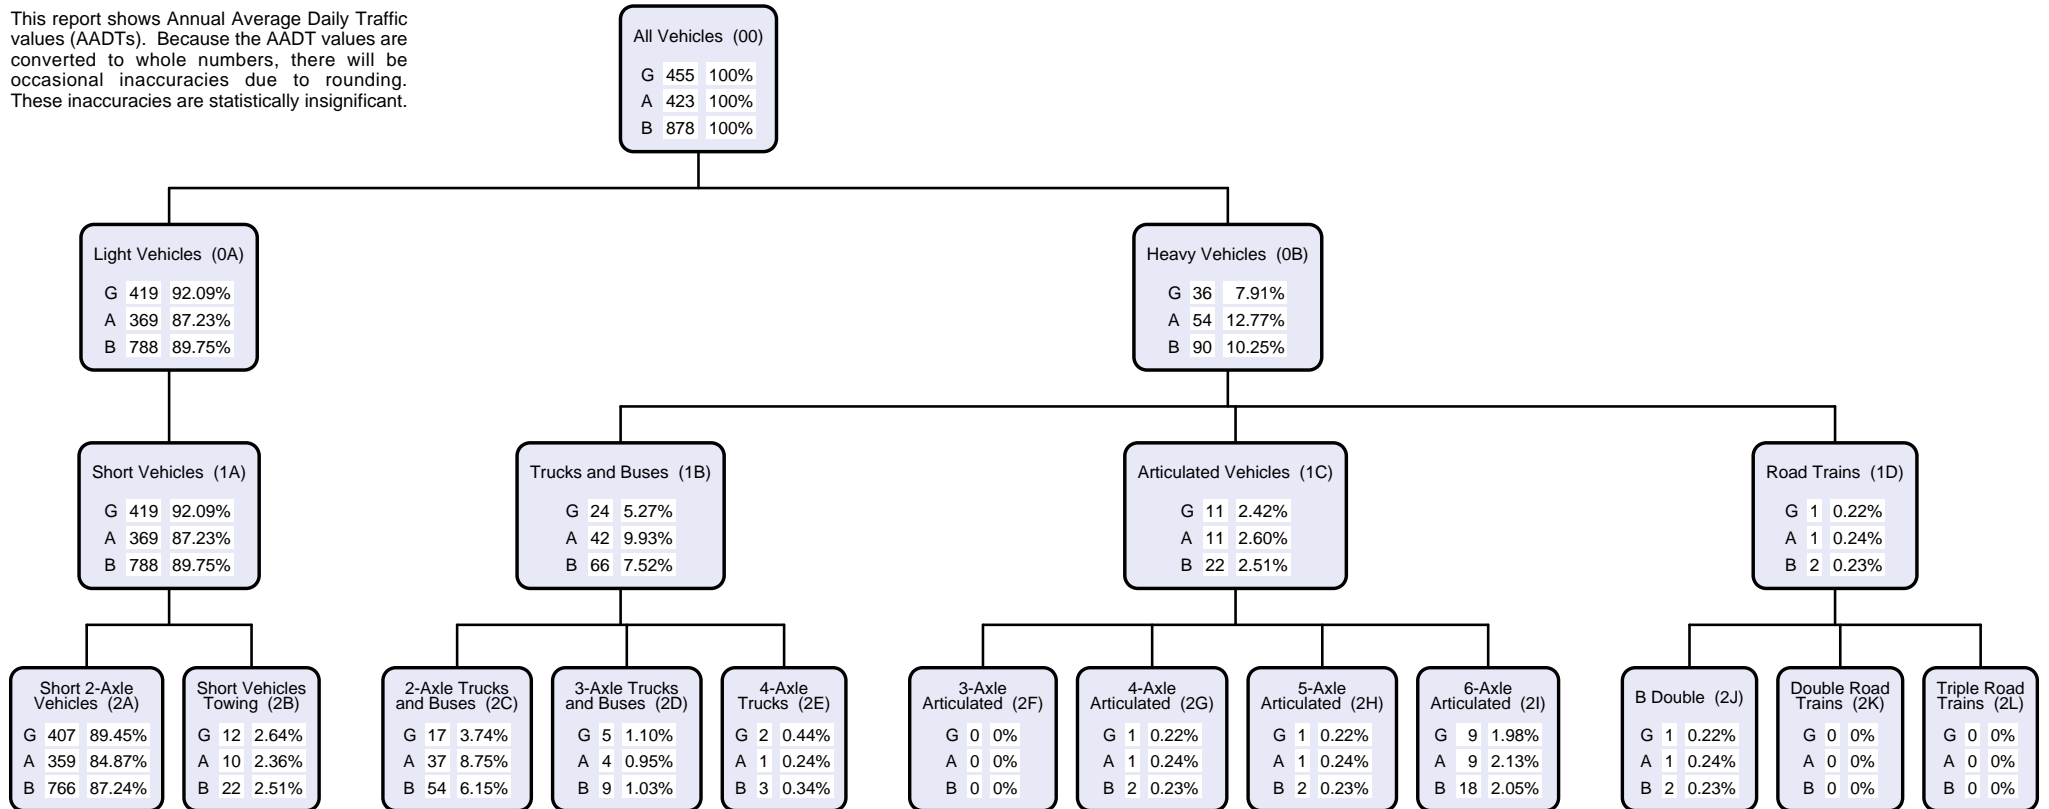 This report shows Annual Average Daily Traffic
values (AADTs). Because the AADT values are
converted to whole numbers, there will be
occasional inaccuracies due to rounding.
These inaccuracies are statistically insignificant.
All Vehicles (00)
G 455 100%
A 423 100%
B 878 100%
Light Vehicles (0A)
G 419 92.09%
A 369 87.23%
B 788 89.75%
Heavy Vehicles (0B)
G 36 7.91%
A 54 12.77%
B 90 10.25%
Short Vehicles (1A)
G 419 92.09%
A 369 87.23%
B 788 89.75%
Trucks and Buses (1B)
G 24 5.27%
A 42 9.93%
B 66 7.52%
Articulated Vehicles (1C)
G 11 2.42%
A 11 2.60%
B 22 2.51%
Road Trains (1D)
G 1 0.22%
A 1 0.24%
B 2 0.23%
Short 2-Axle
Vehicles (2A)
G 407 89.45%
A 359 84.87%
B 766 87.24%
Short Vehicles
Towing (2B)
G 12 2.64%
A 10 2.36%
B 22 2.51%
2-Axle Trucks
and Buses (2C)
G 17 3.74%
A 37 8.75%
B 54 6.15%
3-Axle Trucks
and Buses (2D)
G 5 1.10%
A 4 0.95%
B 9 1.03%
4-Axle
Trucks (2E)
G 2 0.44%
A 1 0.24%
B 3 0.34%
3-Axle
Articulated (2F)
G 0 0%
A 0 0%
B 0 0%
4-Axle
Articulated (2G)
G 1 0.22%
A 1 0.24%
B 2 0.23%
5-Axle
Articulated (2H)
G 1 0.22%
A 1 0.24%
B 2 0.23%
6-Axle
Articulated (2I)
G 9 1.98%
A 9 2.13%
B 18 2.05%
B Double (2J)
G 1 0.22%
A 1 0.24%
B 2 0.23%
Double Road
Trains (2K)
G 0 0%
A 0 0%
B 0 0%
Triple Road
Trains (2L)
G 0 0%
A 0 0%
B 0 0%